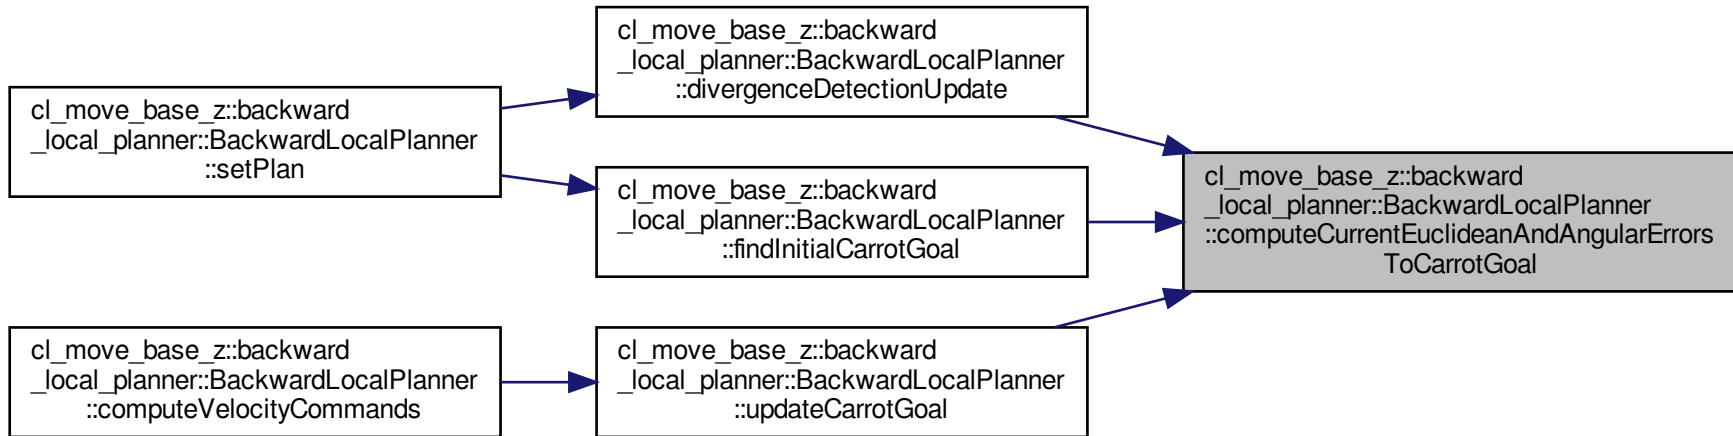 cl_move_base_z::backward
_local_planner::BackwardLocalPlanner
::setPlan
cl_move_base_z::backward
_local_planner::BackwardLocalPlanner
::computeVelocityCommands
cl_move_base_z::backward
_local_planner::BackwardLocalPlanner
::divergenceDetectionUpdate
cl_move_base_z::backward
_local_planner::BackwardLocalPlanner
::findInitialCarrotGoal
cl_move_base_z::backward
_local_planner::BackwardLocalPlanner
::updateCarrotGoal
cl_move_base_z::backward
_local_planner::BackwardLocalPlanner
::computeCurrentEuclideanAndAngularErrors
ToCarrotGoal